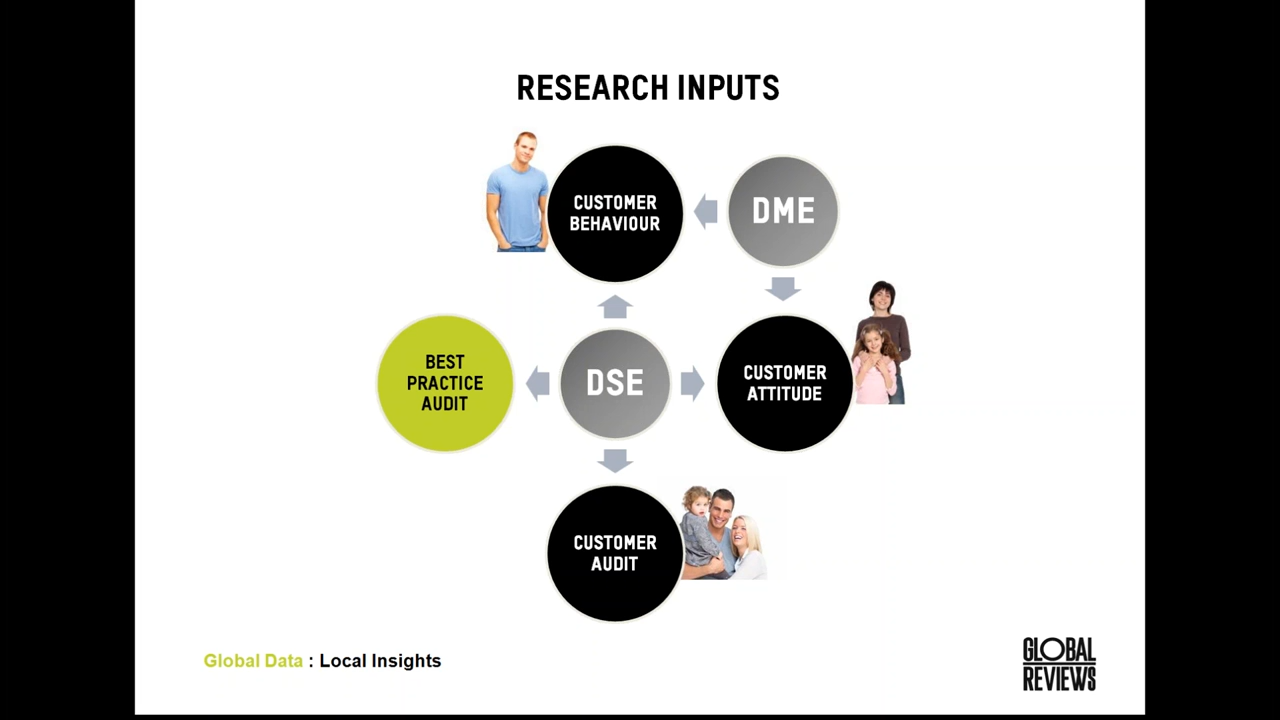 RESEARCH INPUTS
CUSTOMER
BEHAVIOUR
DME
BEST
PRACTICE
AUDIT
DSE
CUSTOMER
ATTITUDE
CUSTOMER
AUDIT
Global Data : Local Insights
GLOBAL
REVIEWS